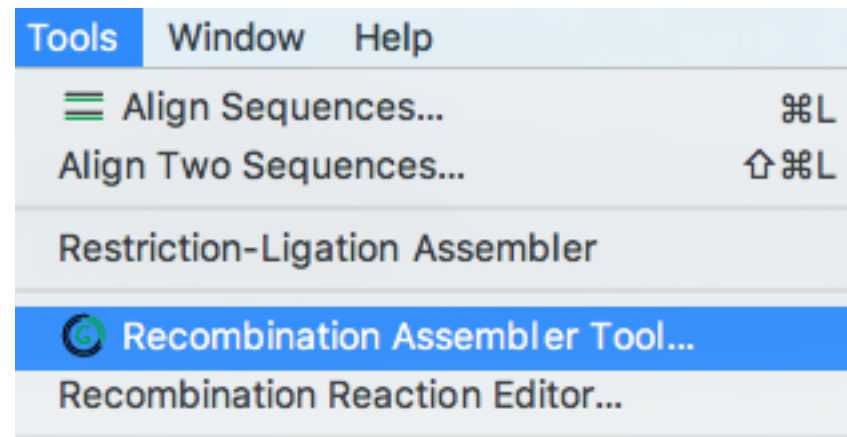 Tools Window Help
Align Sequences... ⌘L
Align Two Sequences... ⇧⌘L
Restriction-Ligation Assembler
G Recombination Assembler Tool...
Recombination Reaction Editor...